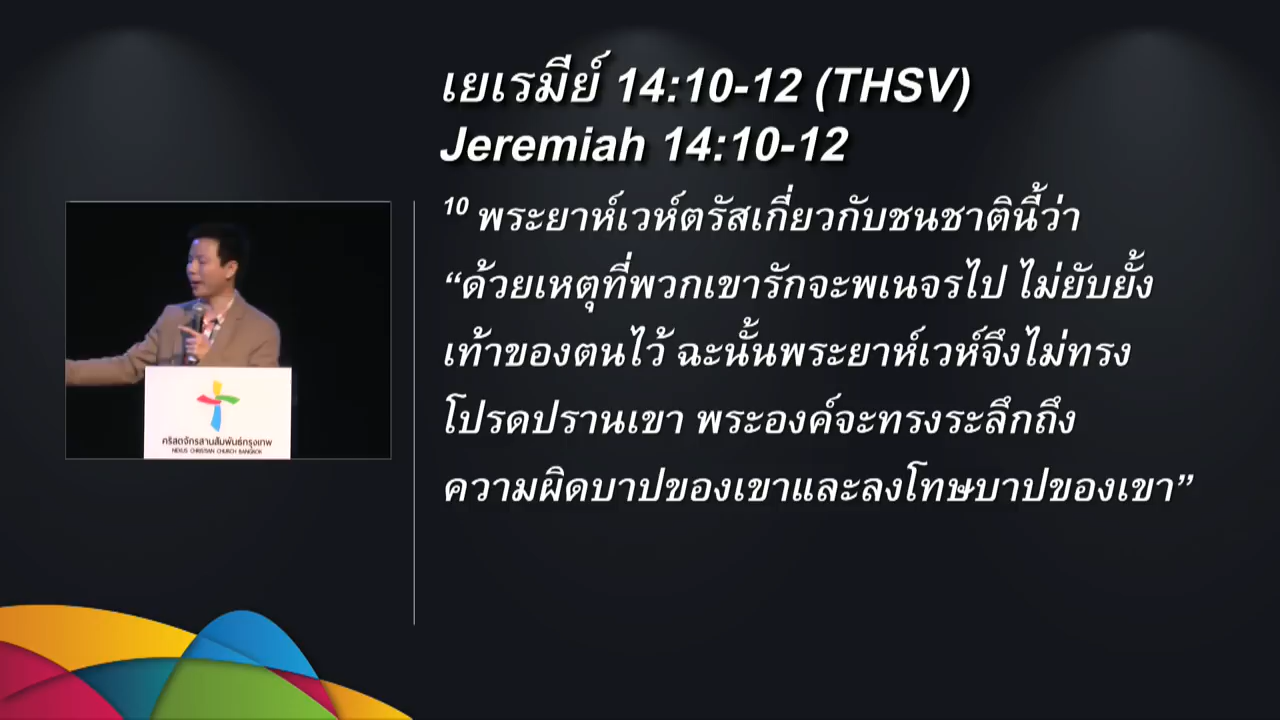 เยเรมีย์ 14:10-12 (THSV)
Jeremiah 14:10-12
10 พระยาห์เวห์ตรัสเกี่ยวกับชนชาตินี้ว่า
“ด้วยเหตุที่พวกเขารักจะพเนจรไป ไม่ยับยั้ง
เท้าของตนไว้ ฉะนั้นพระยาห์เวห์จึงไม่ทรง
โปรดปรานเขา พระองค์จะทรงระลึกถึง
ความผิดบาปของเขาและลงโทษบาปของเขา”
คริสตจักรสานสัมพันธ์กรุงเทพ
NEXUS CHRISTIAN CHURCH BANGKOK